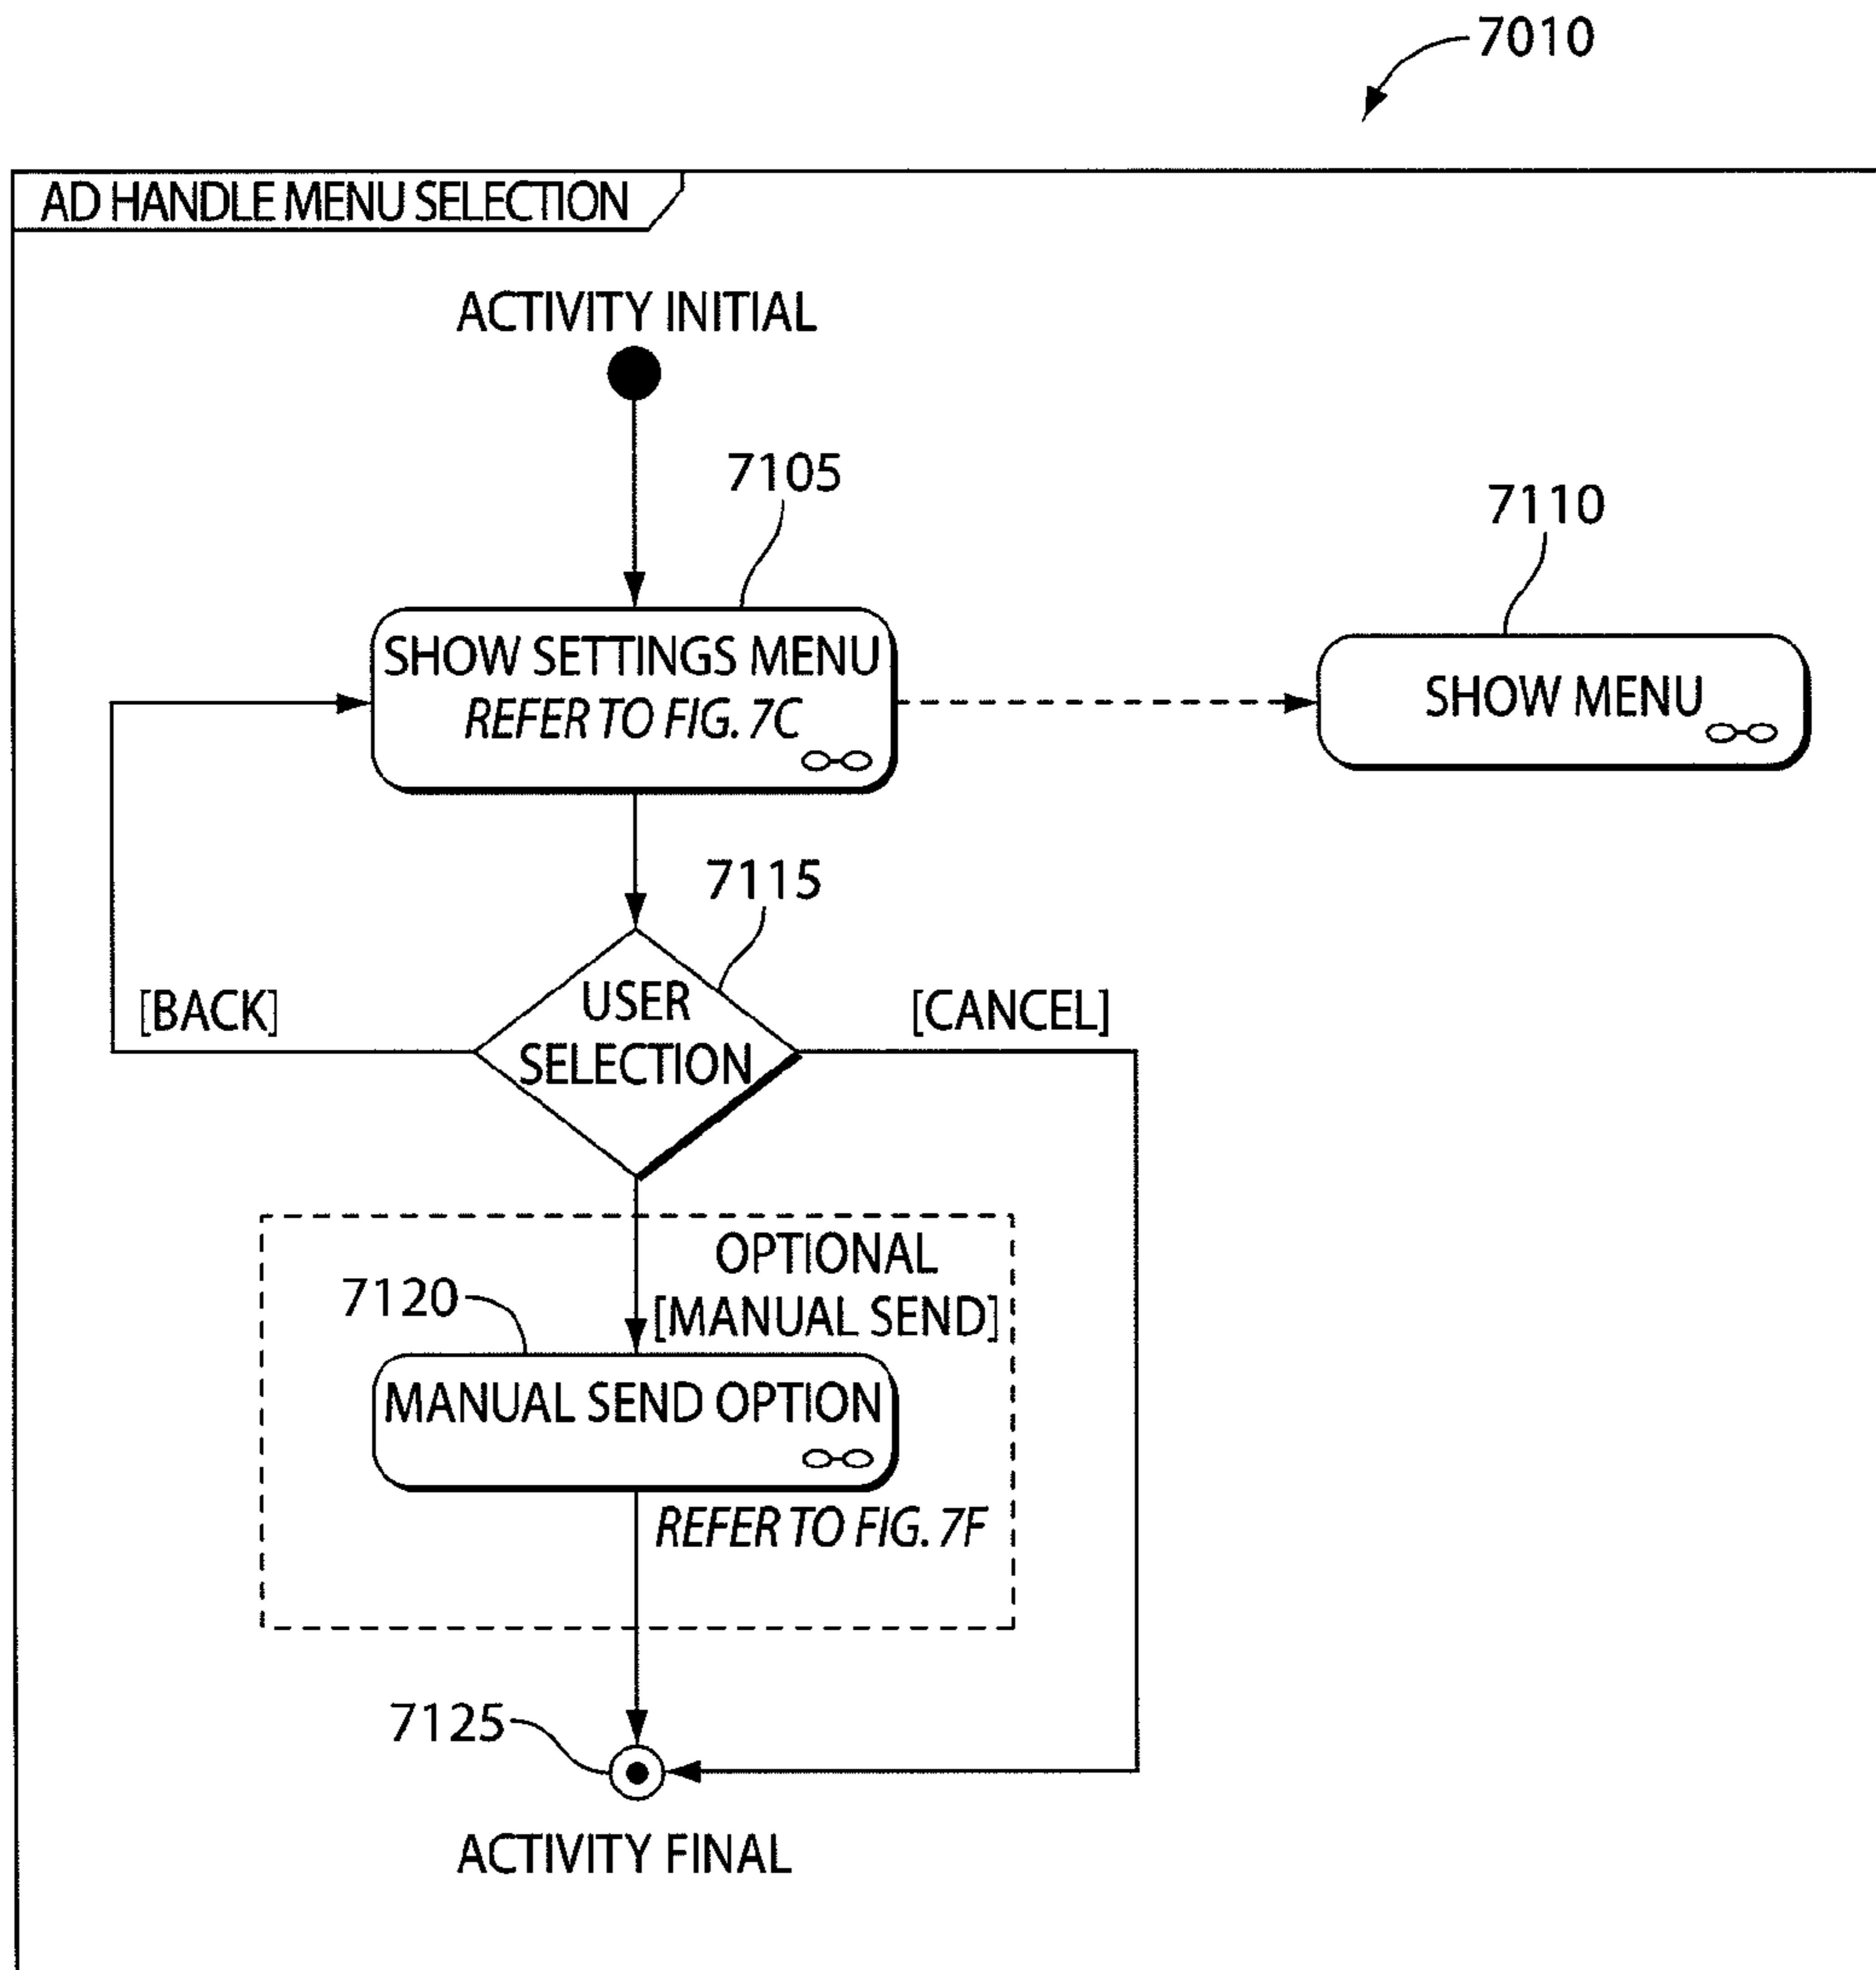 7010
AD HANDLE MENU SELECTION
ACTIVITY INITIAL
7105
7110
SHOW SETTINGS MENU
REFER TO FIG. 7C
SHOW MENU
7115
[BACK]
USER
SELECTION
[CANCEL]
OPTIONAL
[MANUAL SEND]
7120
MANUAL SEND OPTION
REFER TO FIG. 7F
7125
ACTIVITY FINAL